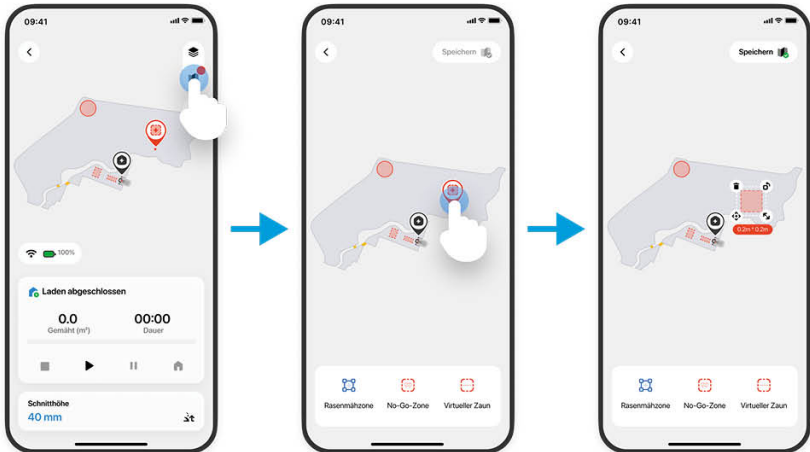 09:41
100%
Laden abgeschlossen
0.0
Gemäht (m²)
00:00
Dauer
Schnitthöhe
40 mm
09:41
Speichern
Rasenmähzone
No-Go-Zone
Virtueller Zaun
09:41
Speichern
0.2m * 0.2m
Rasenmähzone
No-Go-Zone
Virtueller Zaun